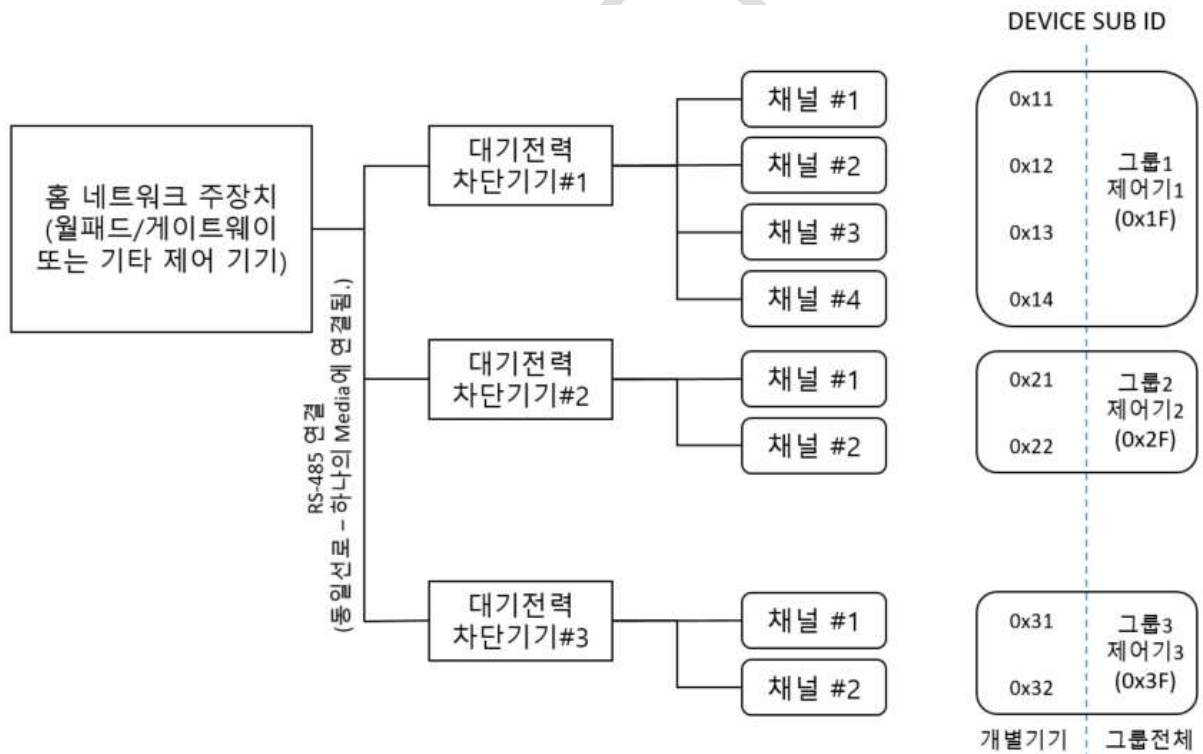 DEVICE SUB ID
홈 네트워크 주장치
(월패드/게이트웨이
또는 기타 제어 기기)
RS-485 연결
(동일선로 – 하나의 Media에 연결됨.)
대기전력
차단기기#1
채널 #1
채널 #2
채널 #3
채널 #4
0x11
0x12
0x13
0x14
그룹1
제어기1
(0x1F)
대기전력
차단기기#2
채널 #1
채널 #2
0x21
0x22
그룹2
제어기2
(0x2F)
대기전력
차단기기#3
채널 #1
채널 #2
0x31
0x32
그룹3
제어기3
(0x3F)
개별기기
그룹전체